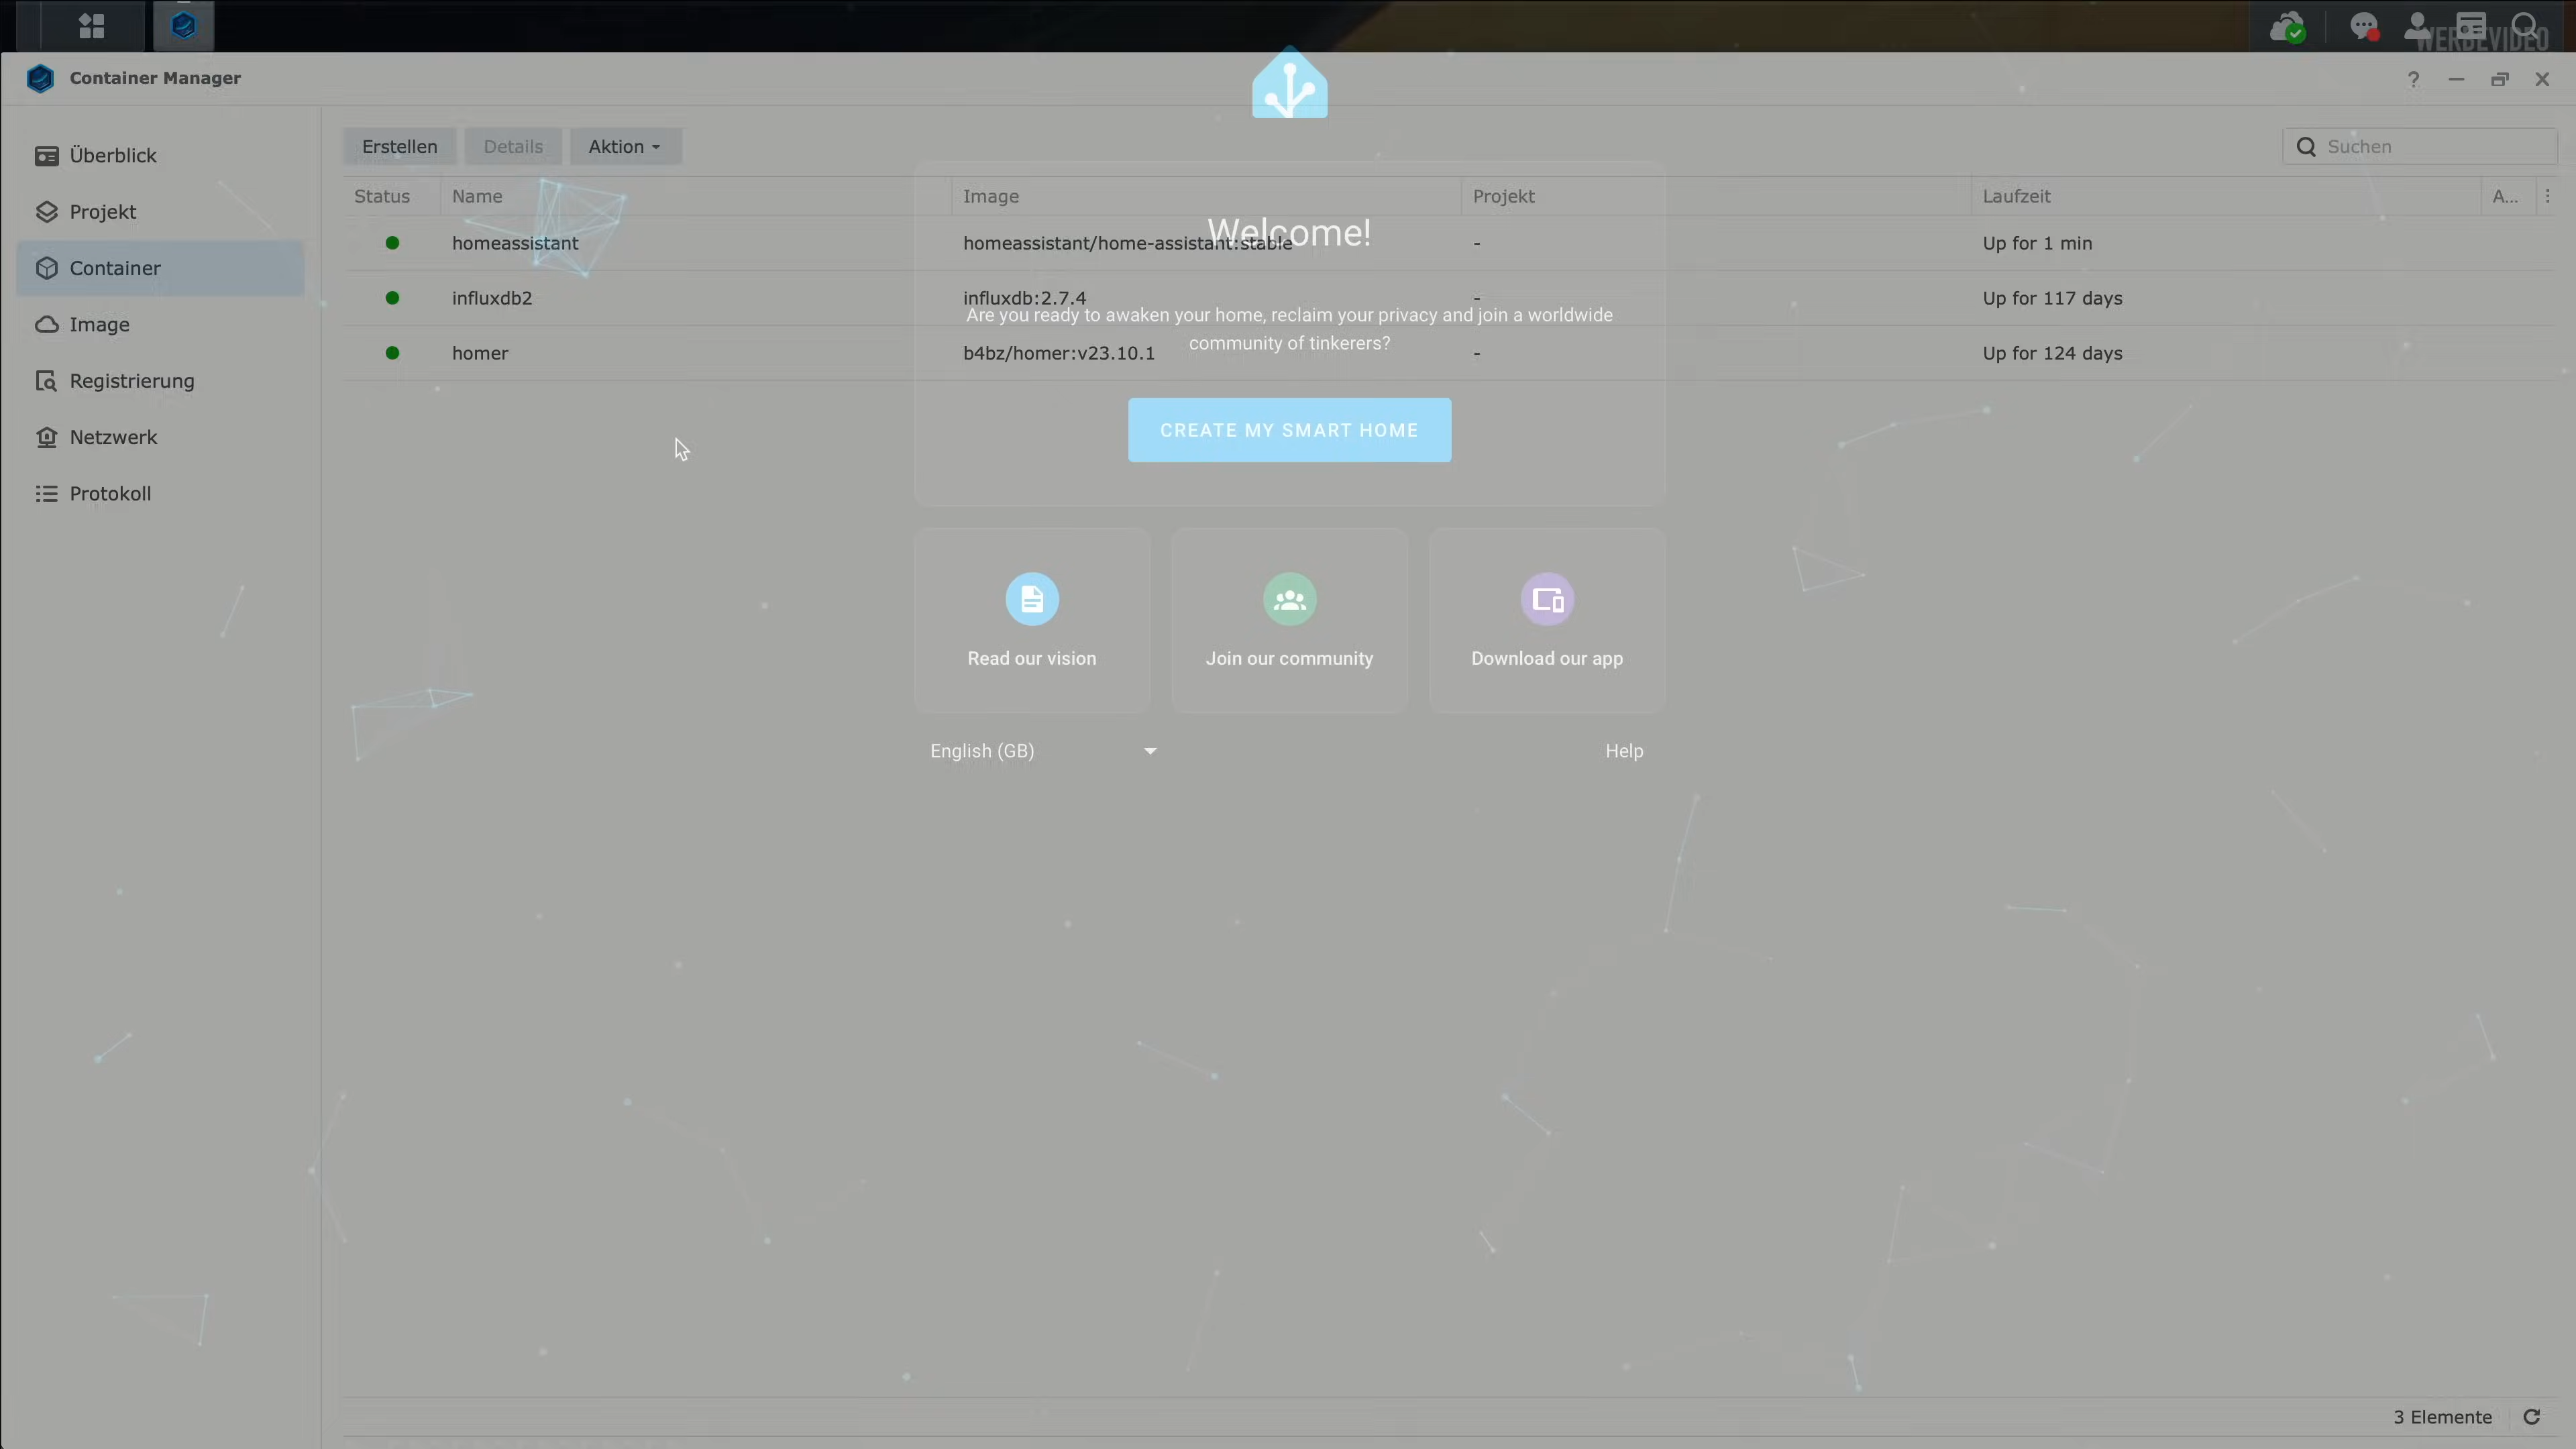 WERBEVIDEO
Container Manager
Überblick
Projekt
Container
Image
Registrierung
Netzwerk
Protokoll
Erstellen Details Aktion Suchen
Status Name Image Projekt Laufzeit A...
homeassistant homeassistant/home-assistant:stable - Up for 1 min
influxdb2 influxdb:2.7.4 - Up for 117 days
homer b4bz/homer:v23.10.1 - Up for 124 days
Welcome!
Are you ready to awaken your home, reclaim your privacy and join a worldwide
community of tinkerers?
CREATE MY SMART HOME
Read our vision Join our community Download our app
English (GB) Help
3 Elemente